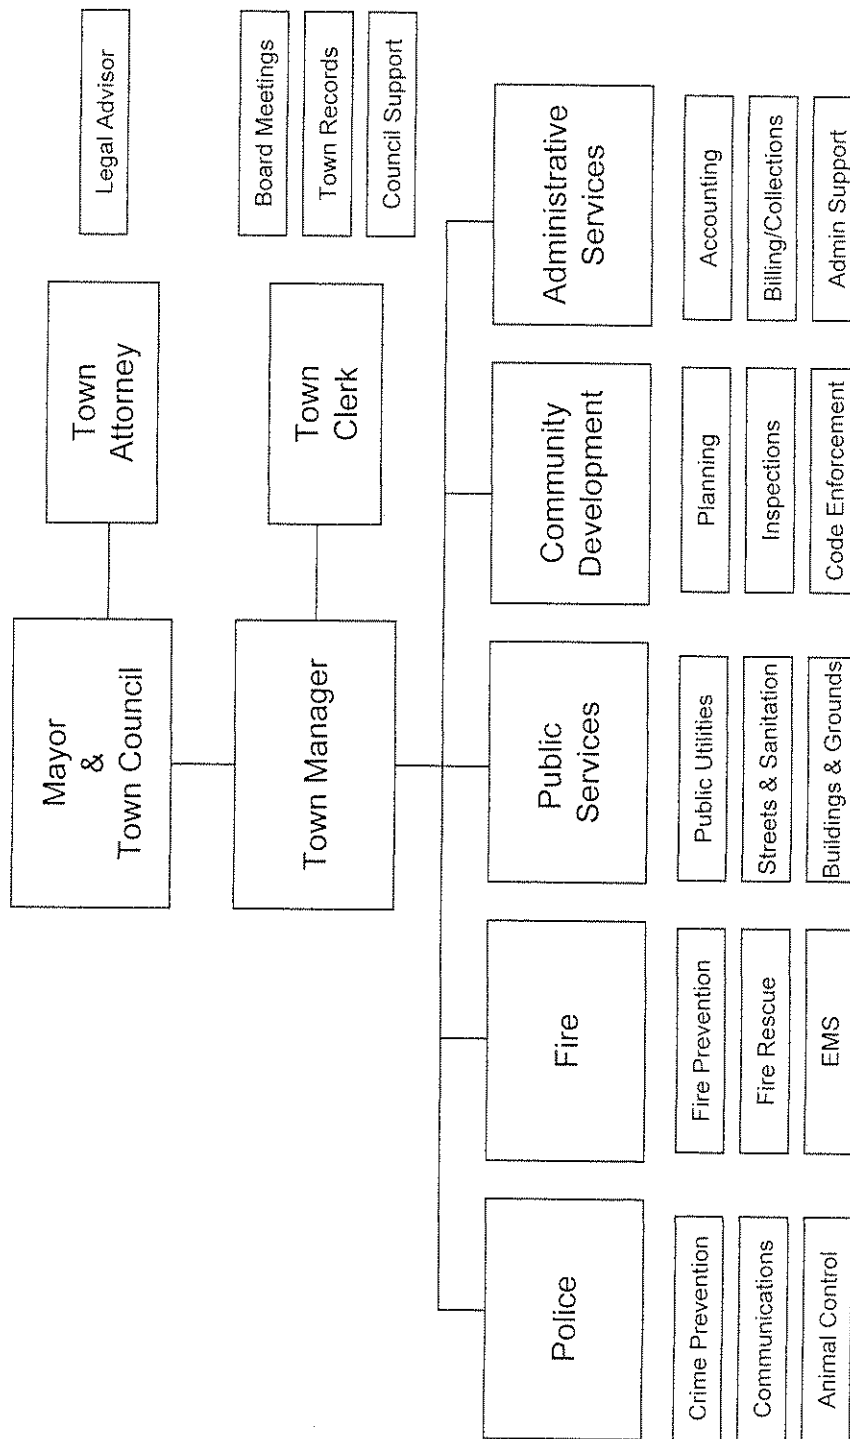 Mayor
&
Town Council
Town
Attorney
Legal Advisor
Town Manager
Town
Clerk
Board Meetings
Town Records
Council Support
Police
Crime Prevention
Communications
Animal Control
Fire
Fire Prevention
Fire Rescue
EMS
Public
Services
Public Utilities
Streets & Sanitation
Buildings & Grounds
Community
Development
Planning
Inspections
Code Enforcement
Administrative
Services
Accounting
Billing/Collections
Admin Support